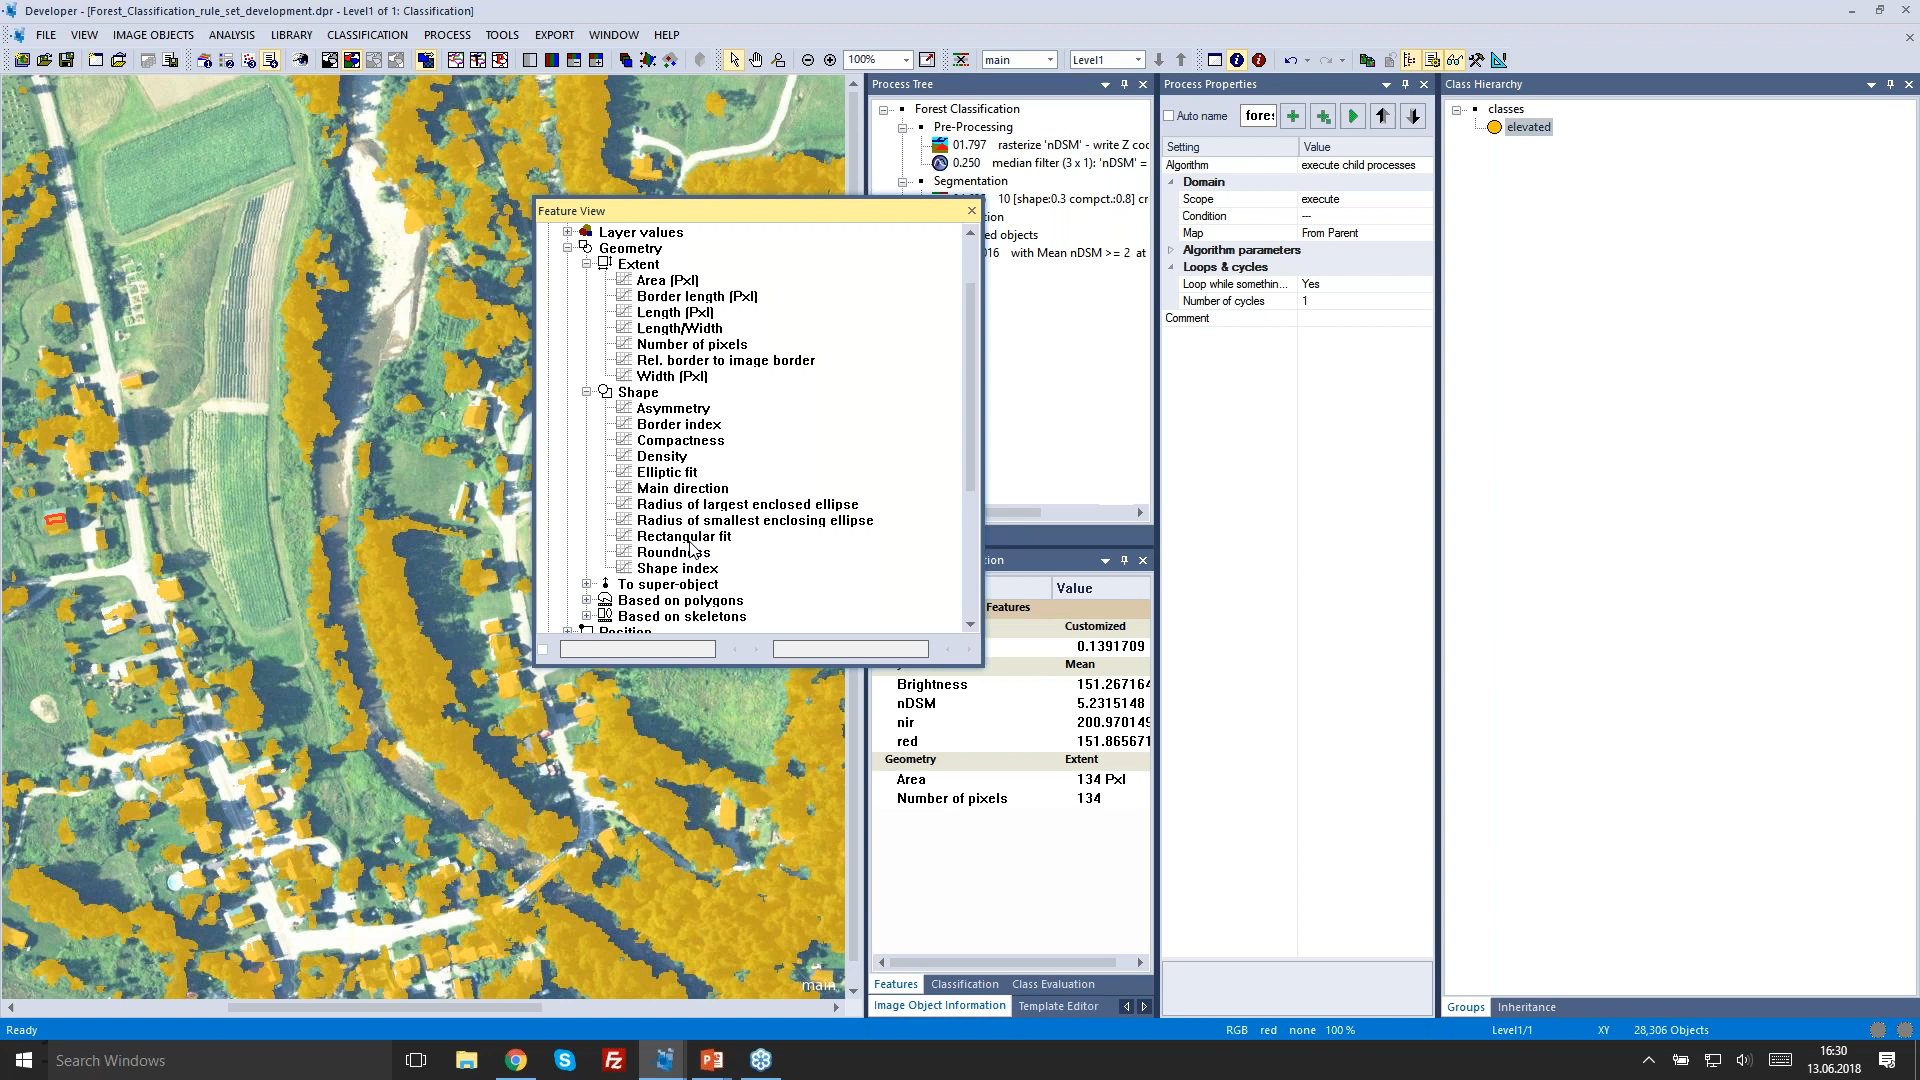 Developer - [Forest_Classification_rule_set_development.dpr - Level1 of 1: Classification]
FILE VIEW IMAGE OBJECTS ANALYSIS LIBRARY CLASSIFICATION PROCESS TOOLS EXPORT WINDOW HELP
100% main Level1
Process Tree
Forest Classification
Pre-Processing
01.797 rasterize 'nDSM' - write Z coo
0.250 median filter (3 x 1): 'nDSM' =
Segmentation
10 [shape:0.3 compct.:0.8] cr
ion
ed objects
16 with Mean nDSM >= 2 at
Process Properties
Auto name fores
Setting Value
Algorithm execute child processes
Domain
Scope execute
Condition ---
Map From Parent
Algorithm parameters
Loops & cycles
Loop while somethin... Yes
Number of cycles 1
Comment
Class Hierarchy
classes
elevated
Feature View
Layer values
Geometry
Extent
Area (Pxl)
Border length (Pxl)
Length (Pxl)
Length/Width
Number of pixels
Rel. border to image border
Width (Pxl)
Shape
Asymmetry
Border index
Compactness
Density
Elliptic fit
Main direction
Radius of largest enclosed ellipse
Radius of smallest enclosing ellipse
Rectangular fit
Roundness
Shape index
To super-object
Based on polygons
Based on skeletons
Position
ion
Value
Features
Customized
0.1391709
Mean
Brightness 151.267164
nDSM 5.2315148
nir 200.970149
red 151.865671
Geometry Extent
Area 134 Pxl
Number of pixels 134
main
Features Classification Class Evaluation
Image Object Information Template Editor
Groups Inheritance
Ready RGB red none 100 % Level1/1 XY 28,306 Objects
Search Windows
16:30
13.06.2018